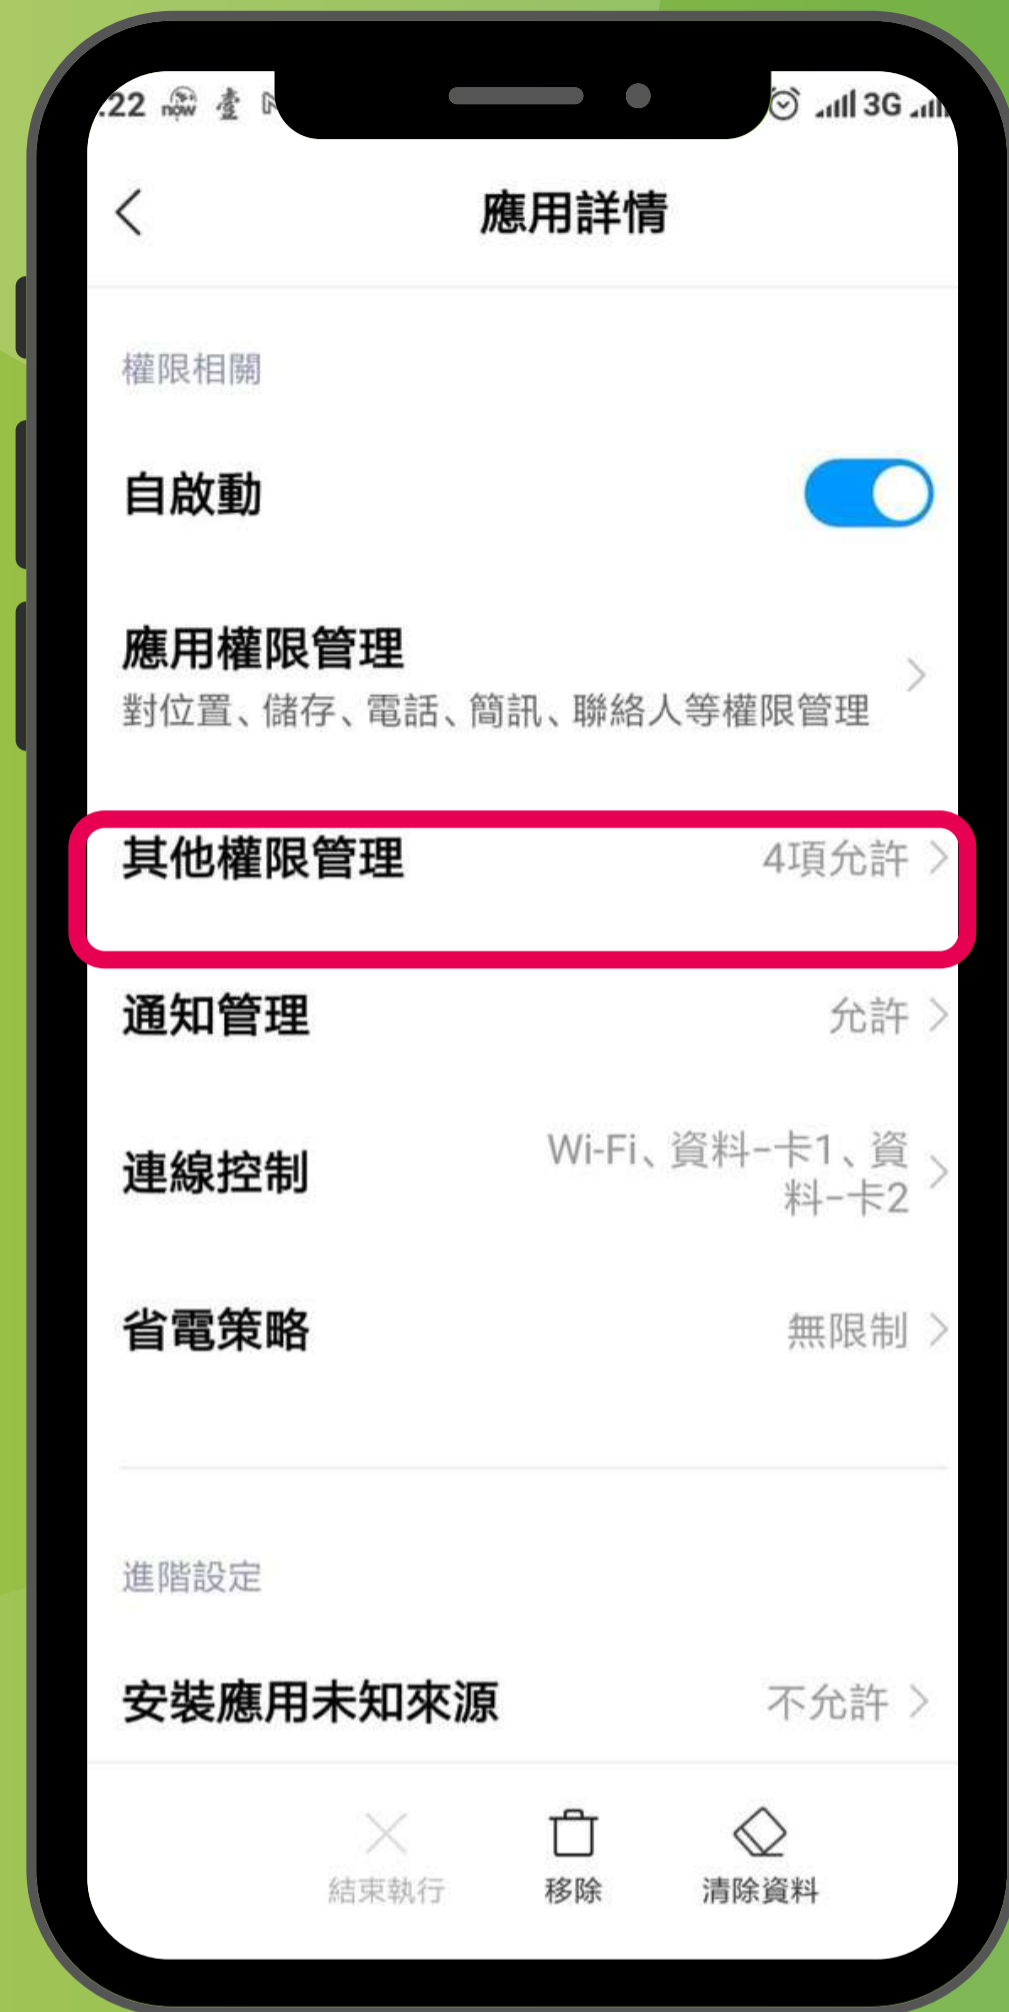 :22 now 臺 N 3G
應用詳情
權限相關
自啟動
應用權限管理
對位置、儲存、電話、簡訊、聯絡人等權限管理
其他權限管理 4項允許
通知管理 允許
連線控制 Wi-Fi、資料-卡1、資
料-卡2
省電策略 無限制
進階設定
安裝應用未知來源 不允許
結束執行 移除 清除資料